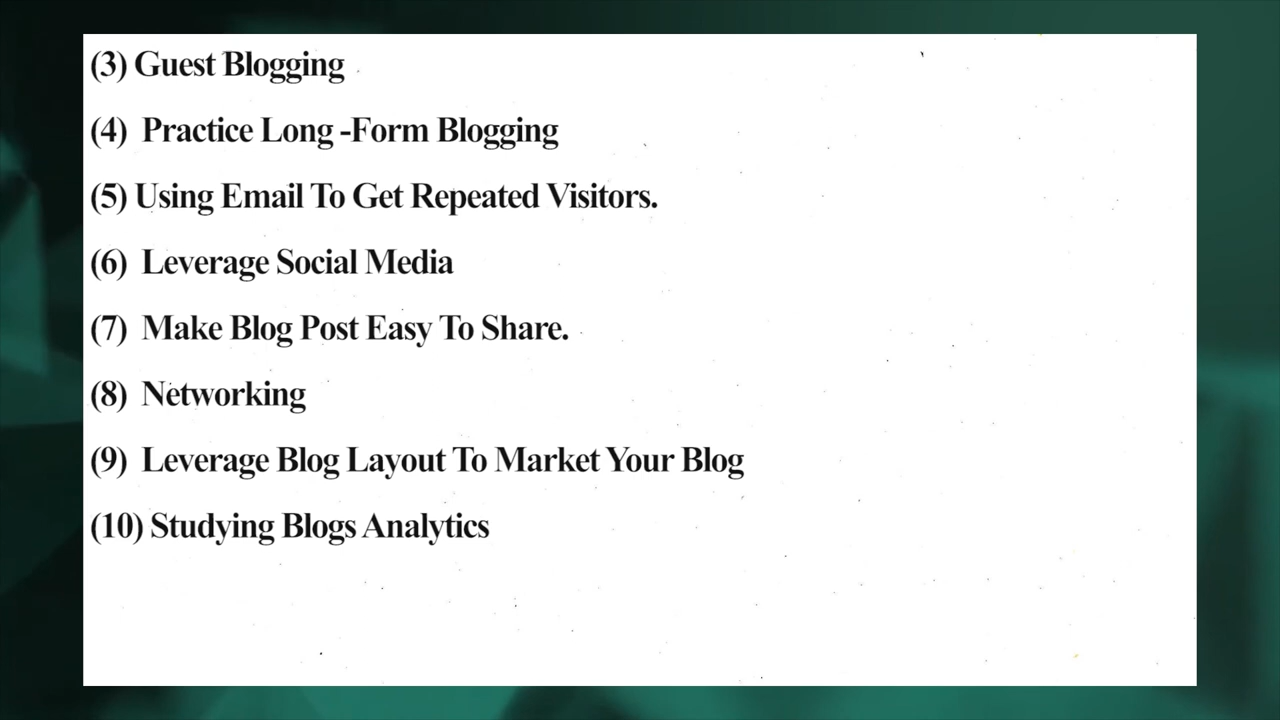 (3) Guest Blogging
(4) Practice Long -Form Blogging
(5) Using Email To Get Repeated Visitors.
(6) Leverage Social Media
(7) Make Blog Post Easy To Share.
(8) Networking
(9) Leverage Blog Layout To Market Your Blog
(10) Studying Blogs Analytics